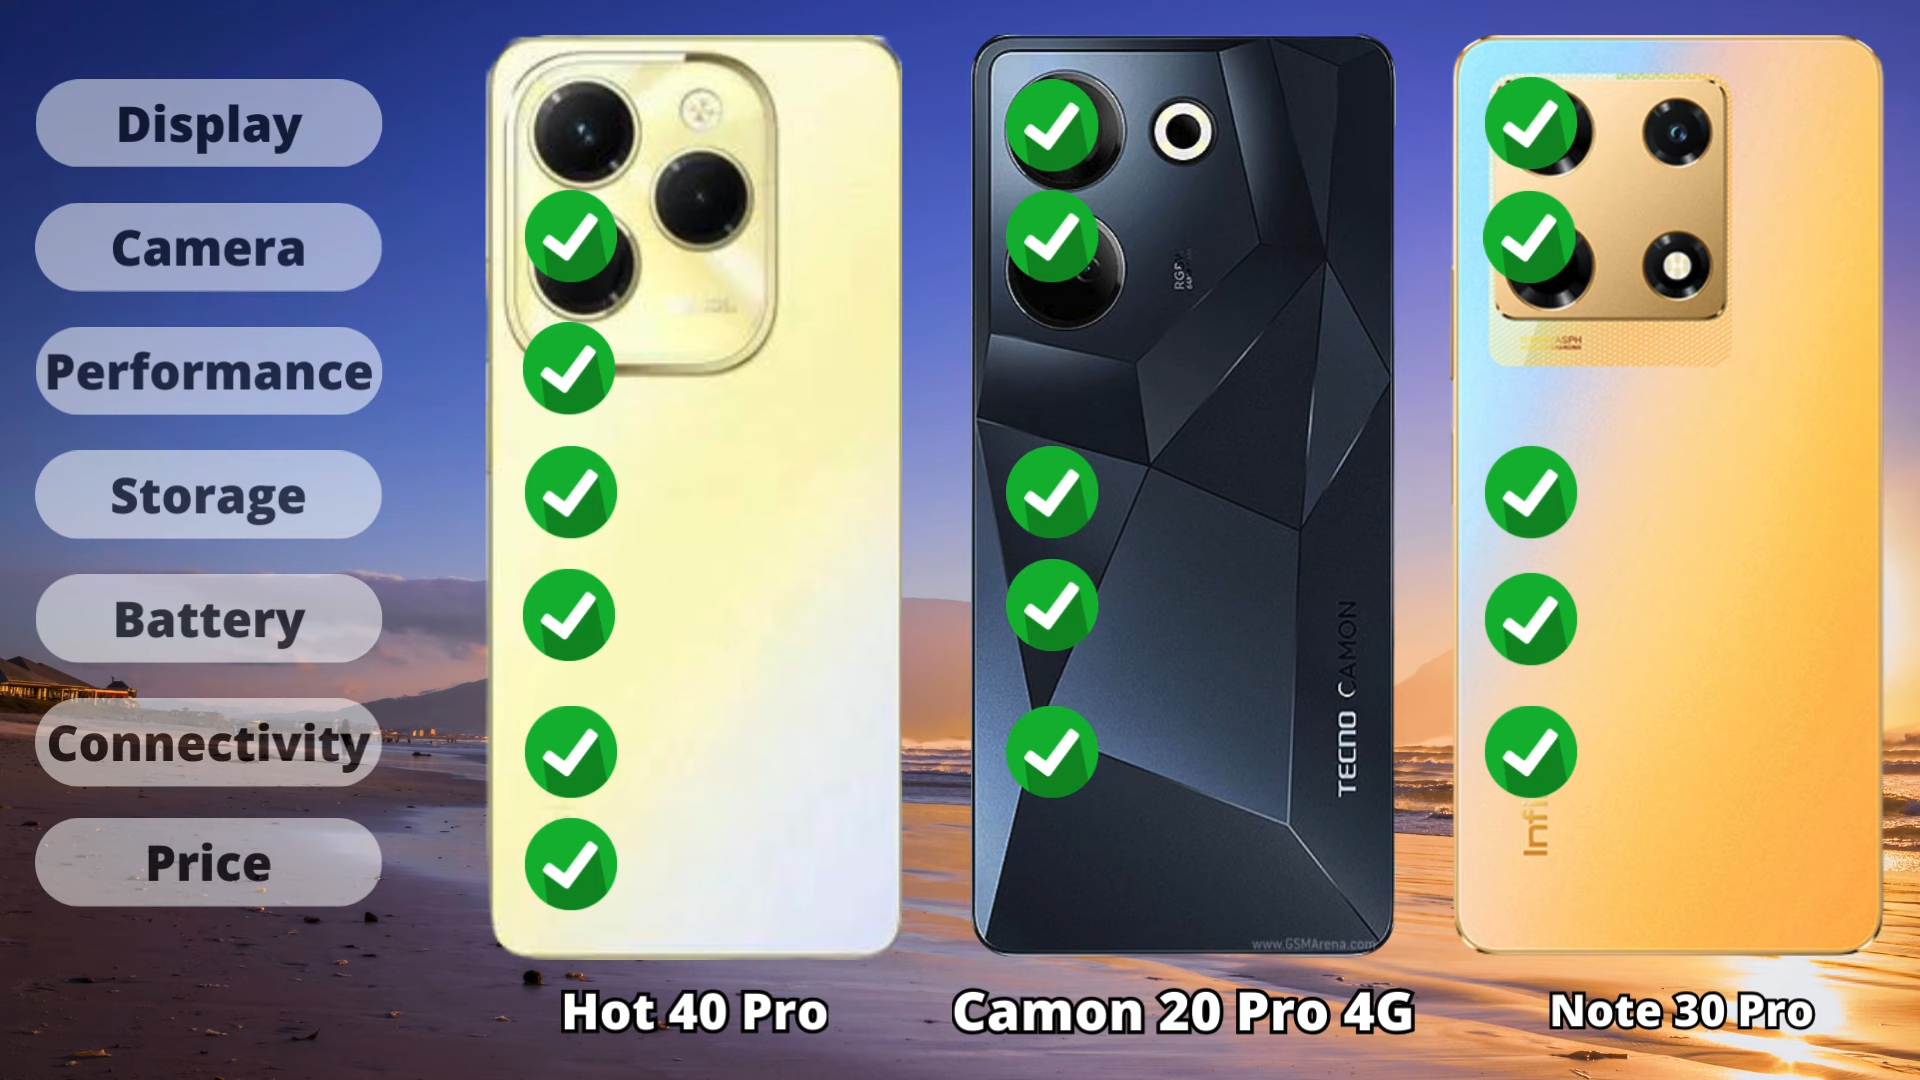 Display
Camera
Performance
Storage
Battery
Connectivity
Price
TECNO CAMON
www.GSMArena.com
Infi
Hot 40 Pro
Camon 20 Pro 4G
Note 30 Pro